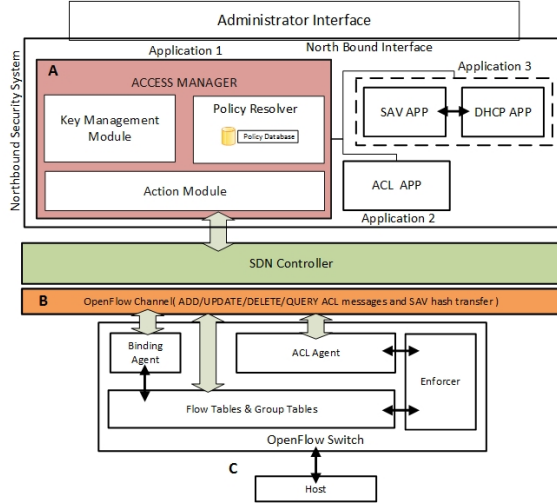 Administrator Interface
North Bound Interface
Northbound Security System
Application 1
A
ACCESS MANAGER
Key Management
Module
Policy Resolver
Policy Database
Action Module
Application 3
SAV APP
DHCP APP
ACL APP
Application 2
SDN Controller
B
OpenFlow Channel( ADD/UPDATE/DELETE/QUERY ACL messages and SAV hash transfer )
Binding
Agent
ACL Agent
Enforcer
Flow Tables & Group Tables
OpenFlow Switch
C
Host